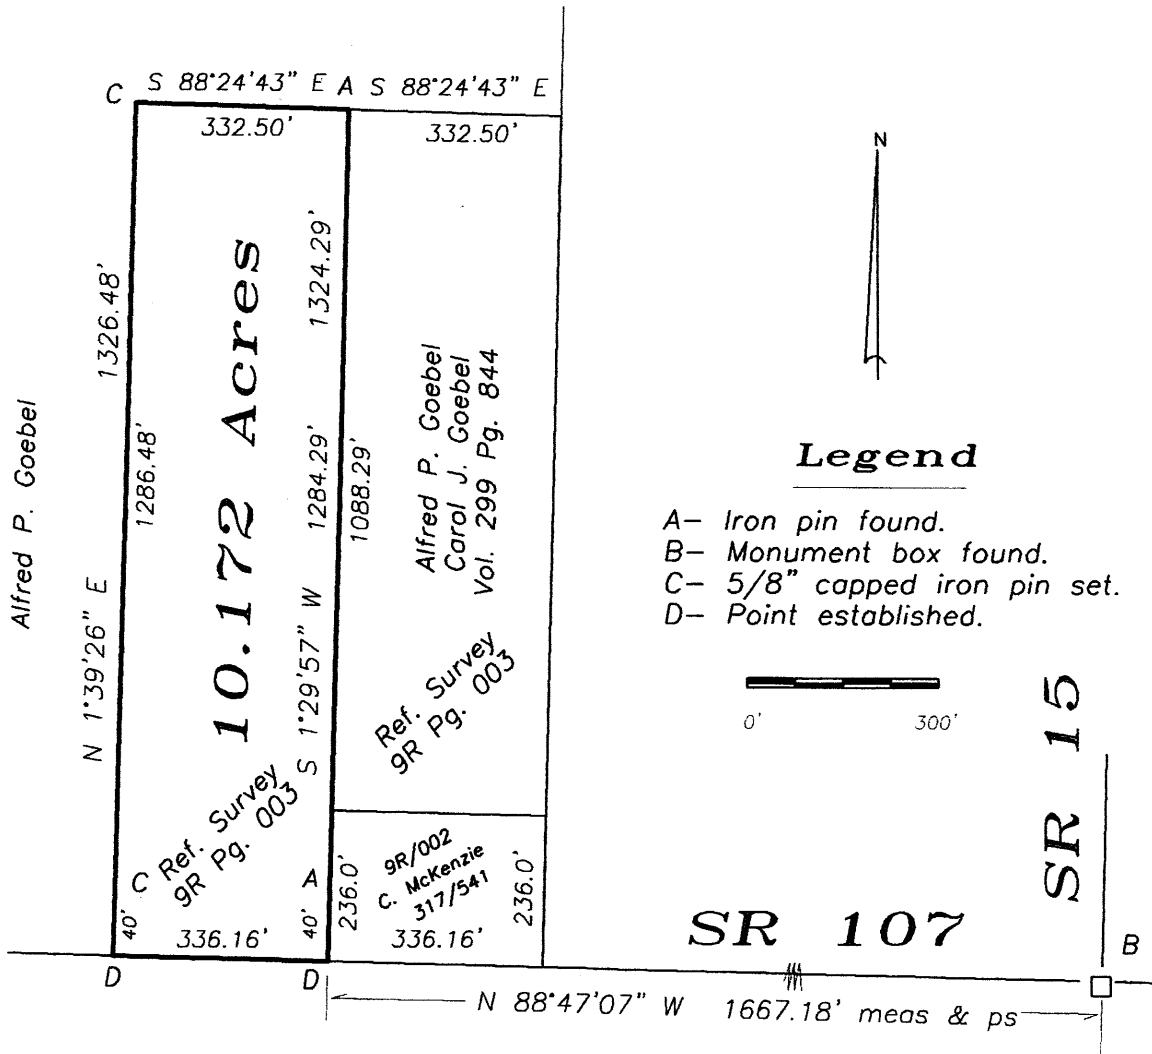 C S 88°24'43" E A S 88°24'43" E
332.50' 332.50'
N
1326.48'
1324.29'
10.172 Acres
Alfred P. Goebel
1286.48'
1284.29'
1088.29'
Alfred P. Goebel
Carol J. Goebel
Vol. 299 Pg. 844
Legend
A– Iron pin found.
B– Monument box found.
C– 5/8" capped iron pin set.
D– Point established.
0' 300'
N 1°39'26" E
S 1°29'57" W
Ref. Survey
9R Pg. 003
SR 15
C Ref. Survey
9R Pg. 003
A
40'
40'
336.16'
236.0'
9R/002
C. McKenzie
317/541
236.0'
336.16'
SR 107
B
D D
N 88°47'07" W 1667.18' meas & ps